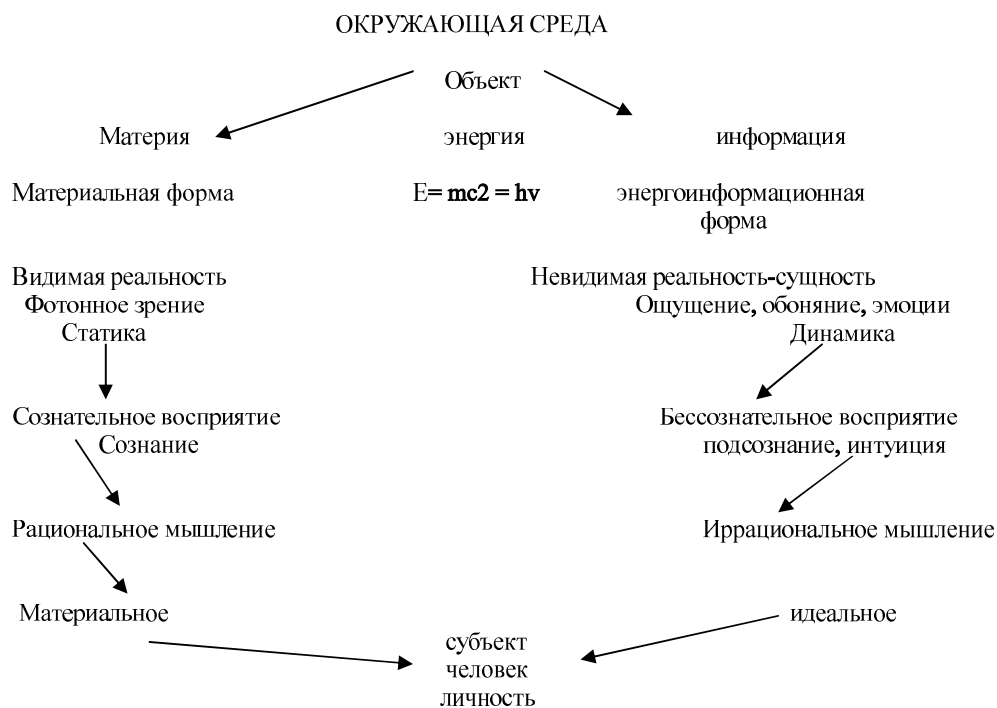 ОКРУЖАЮЩАЯ СРЕДА
Объект
Материя энергия информация
Материальная форма E= mc2 = hv энергоинформационная
форма
Видимая реальность Невидимая реальность-сущность
Фотонное зрение Ощущение, обоняние, эмоции
Статика Динамика
Сознательное восприятие Бессознательное восприятие
Сознание подсознание, интуиция
Рациональное мышление Иррациональное мышление
Материальное идеальное
субъект
человек
личность